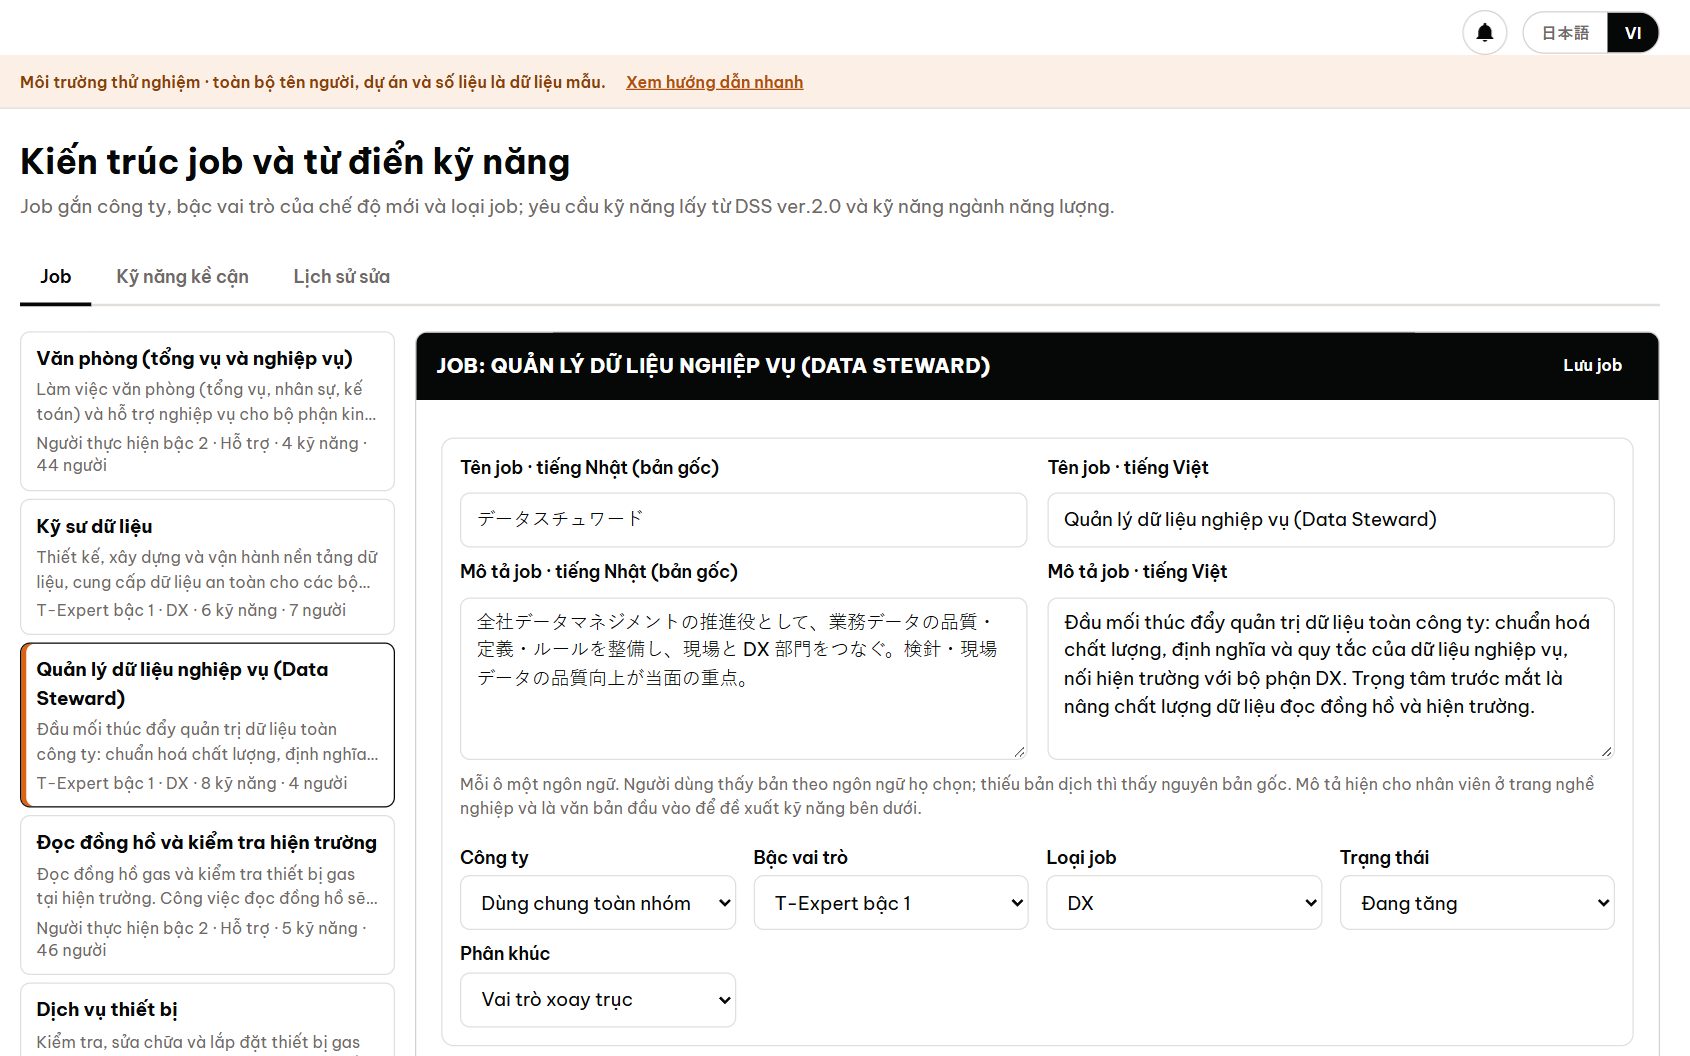 日本語 VI
Môi trường thử nghiệm · toàn bộ tên người, dự án và số liệu là dữ liệu mẫu. Xem hướng dẫn nhanh
Kiến trúc job và từ điển kỹ năng
Job gắn công ty, bậc vai trò của chế độ mới và loại job; yêu cầu kỹ năng lấy từ DSS ver.2.0 và kỹ năng ngành năng lượng.
Job Kỹ năng kề cận Lịch sử sửa
Văn phòng (tổng vụ và nghiệp vụ)
Làm việc văn phòng (tổng vụ, nhân sự, kế
toán) và hỗ trợ nghiệp vụ cho bộ phận kin...
Người thực hiện bậc 2 · Hỗ trợ · 4 kỹ năng ·
44 người
Kỹ sư dữ liệu
Thiết kế, xây dựng và vận hành nền tảng dữ
liệu, cung cấp dữ liệu an toàn cho các bộ...
T-Expert bậc 1 · DX · 6 kỹ năng · 7 người
Quản lý dữ liệu nghiệp vụ (Data
Steward)
Đầu mối thúc đẩy quản trị dữ liệu toàn
công ty: chuẩn hoá chất lượng, định nghĩa...
T-Expert bậc 1 · DX · 8 kỹ năng · 4 người
Đọc đồng hồ và kiểm tra hiện trường
Đọc đồng hồ gas và kiểm tra thiết bị gas
tại hiện trường. Công việc đọc đồng hồ sẽ...
Người thực hiện bậc 2 · Hỗ trợ · 5 kỹ năng ·
46 người
Dịch vụ thiết bị
Kiểm tra, sửa chữa và lắp đặt thiết bị gas
JOB: QUẢN LÝ DỮ LIỆU NGHIỆP VỤ (DATA STEWARD) Lưu job
Tên job · tiếng Nhật (bản gốc)
データスチュワード
Tên job · tiếng Việt
Quản lý dữ liệu nghiệp vụ (Data Steward)
Mô tả job · tiếng Nhật (bản gốc)
全社データマネジメントの推進役として、業務データの品質・
定義・ルールを整備し、現場と DX 部門をつなぐ。検針・現場
データの品質向上が当面の重点。
Mô tả job · tiếng Việt
Đầu mối thúc đẩy quản trị dữ liệu toàn công ty: chuẩn hoá
chất lượng, định nghĩa và quy tắc của dữ liệu nghiệp vụ,
nối hiện trường với bộ phận DX. Trọng tâm trước mắt là
nâng chất lượng dữ liệu đọc đồng hồ và hiện trường.
Mỗi ô một ngôn ngữ. Người dùng thấy bản theo ngôn ngữ họ chọn; thiếu bản dịch thì thấy nguyên bản gốc. Mô tả hiện cho nhân viên ở trang nghề
nghiệp và là văn bản đầu vào để đề xuất kỹ năng bên dưới.
Công ty
Dùng chung toàn nhóm
Bậc vai trò
T-Expert bậc 1
Loại job
DX
Trạng thái
Đang tăng
Phân khúc
Vai trò xoay trục